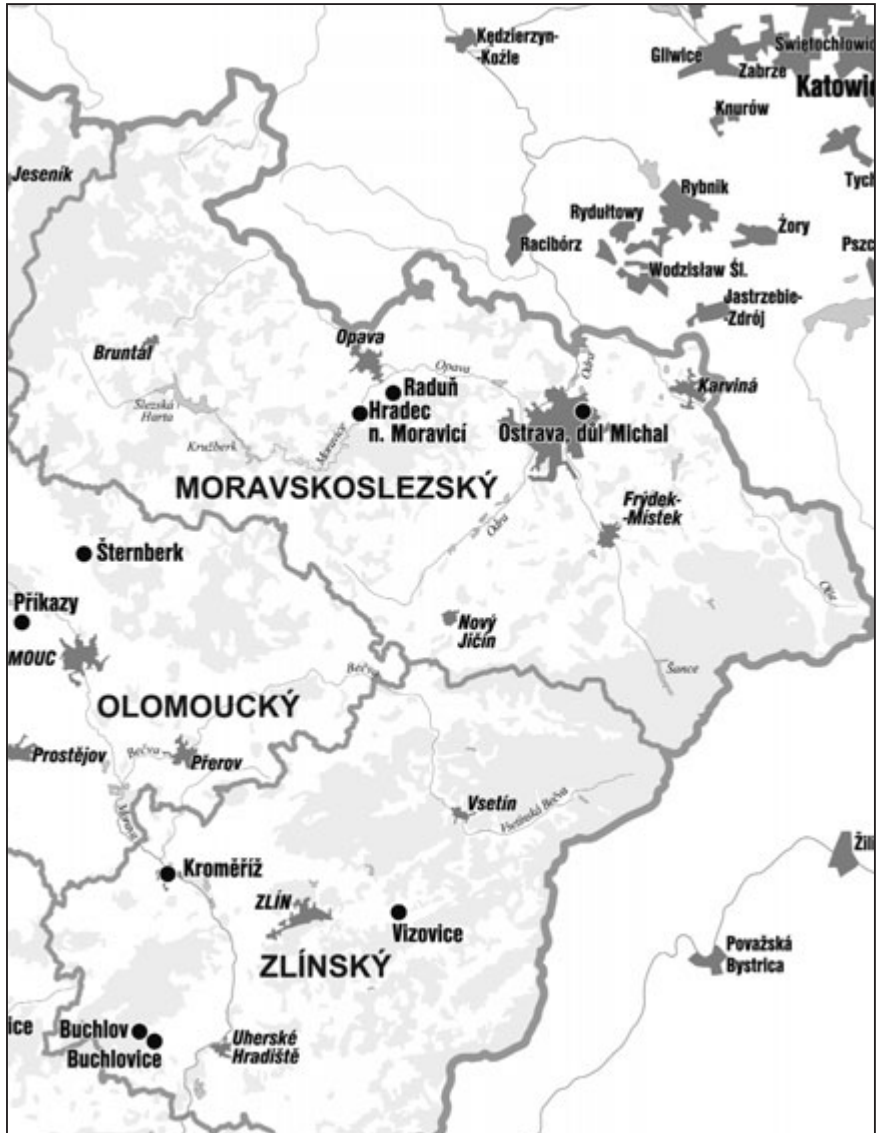 Kędzierzyn-
-Koźle
Gliwice
Świętochłowic
Zabrze
Katowic
Knurów
Jeseník
Tych
Rybnik
Rydułtowy
Żory
Racibórz
Pszc
Wodzisław Śl.
Jastrzebie-
-Zdrój
Opava
Bruntál
Opava
Odra
Karviná
Raduň
Slezská
Harta
Hradec
n. Moravicí
Ostrava, důl Michal
Kružberk
Moravice
MORAVSKOSLEZSKÝ
Frýdek-
-Místek
Odra
Šternberk
Olše
Příkazy
Nový
Jičín
MOUC
Bečva
Šance
OLOMOUCKÝ
Prostějov
Bečva
Přerov
Vsetín
Vsetínská Bečva
Morava
Žili
Kroměříž
ZLÍN
Vizovice
Považská
Bystrica
ZLÍNSKÝ
ice
Buchlov
Buchlovice
Uherské
Hradiště